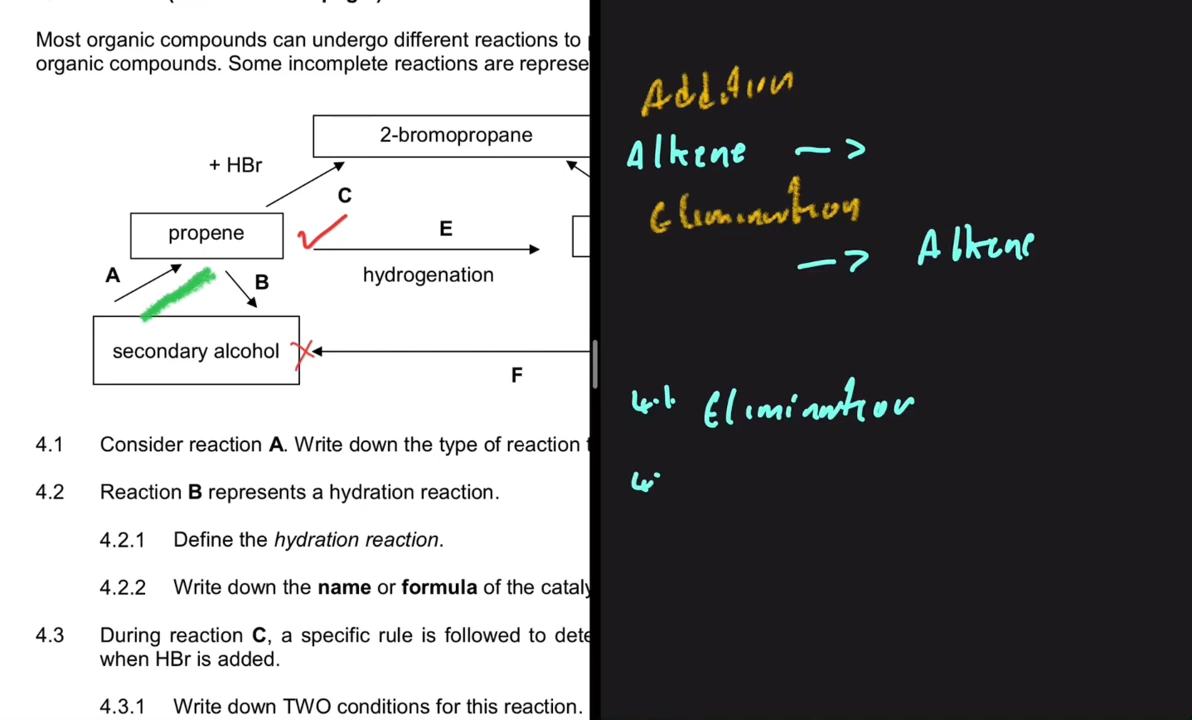 Most organic compounds can undergo different reactions to
organic compounds. Some incomplete reactions are represe
2-bromopropane
+ HBr
C
propene
E
hydrogenation
A
B
secondary alcohol
F
4.1 Consider reaction A. Write down the type of reaction
4.2 Reaction B represents a hydration reaction.
4.2.1 Define the hydration reaction.
4.2.2 Write down the name or formula of the cataly
4.3 During reaction C, a specific rule is followed to dete
when HBr is added.
4.3.1 Write down TWO conditions for this reaction.
Addition
Alkene -->
Elimination
--> Alkene
4.1 Elimination
4.